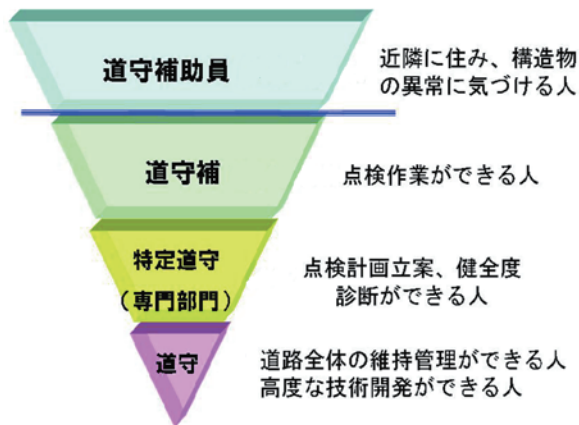 道守補助員
近隣に住み、構造物
の異常に気づける人
道守補
点検作業ができる人
特定道守
(専門部門)
点検計画立案、健全度
診断ができる人
道守
道路全体の維持管理ができる人
高度な技術開発ができる人